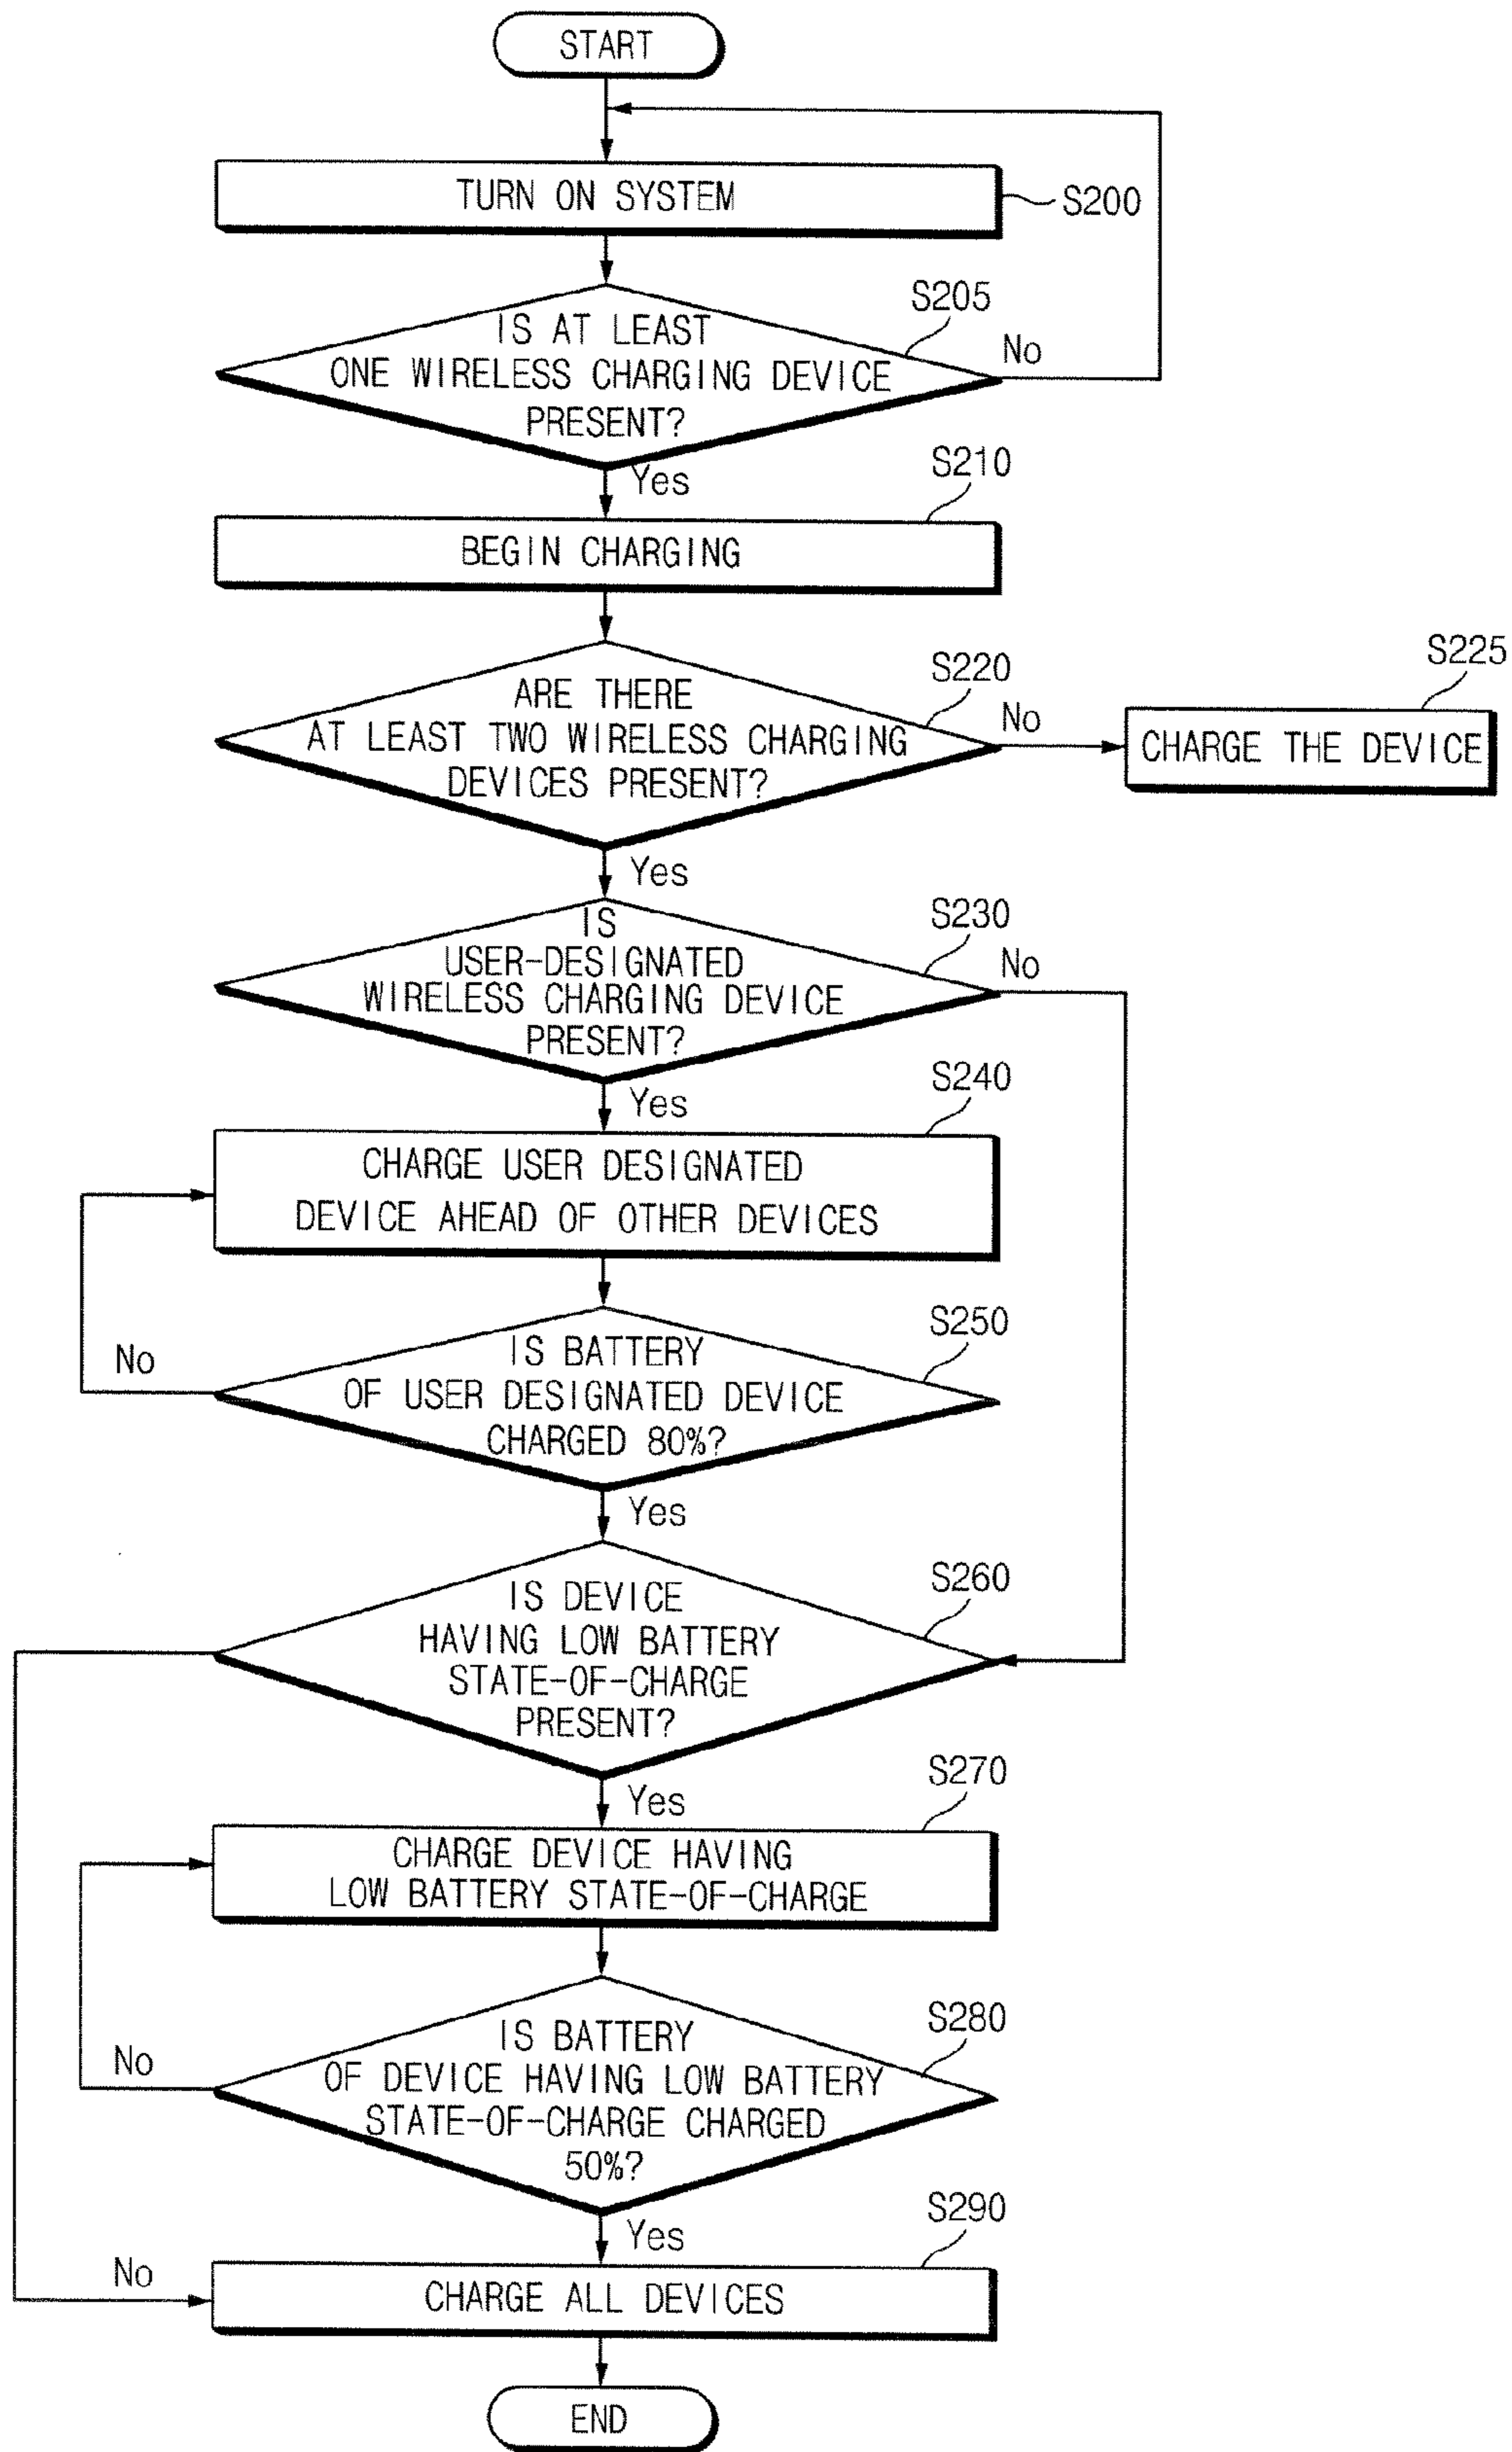 START
TURN ON SYSTEM
S200
S205
IS AT LEAST
ONE WIRELESS CHARGING DEVICE
PRESENT?
No
Yes
S210
BEGIN CHARGING
S220
ARE THERE
AT LEAST TWO WIRELESS CHARGING
DEVICES PRESENT?
No
S225
CHARGE THE DEVICE
Yes
S230
IS
USER-DESIGNATED
WIRELESS CHARGING DEVICE
PRESENT?
No
Yes
S240
CHARGE USER DESIGNATED
DEVICE AHEAD OF OTHER DEVICES
S250
IS BATTERY
OF USER DESIGNATED DEVICE
CHARGED 80%?
No
Yes
S260
IS DEVICE
HAVING LOW BATTERY
STATE-OF-CHARGE
PRESENT?
Yes
S270
CHARGE DEVICE HAVING
LOW BATTERY STATE-OF-CHARGE
S280
IS BATTERY
OF DEVICE HAVING LOW BATTERY
STATE-OF-CHARGE CHARGED
50%?
No
Yes
S290
No
CHARGE ALL DEVICES
END